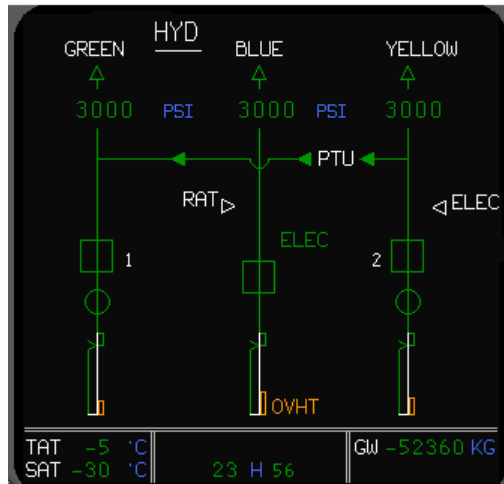 HYD
GREEN BLUE YELLOW
3000 PSI 3000 PSI 3000
PTU
RAT ELEC
ELEC
1 2
OVHT
TAT -5 °C GW -52360 KG
SAT -30 °C 23 H 56